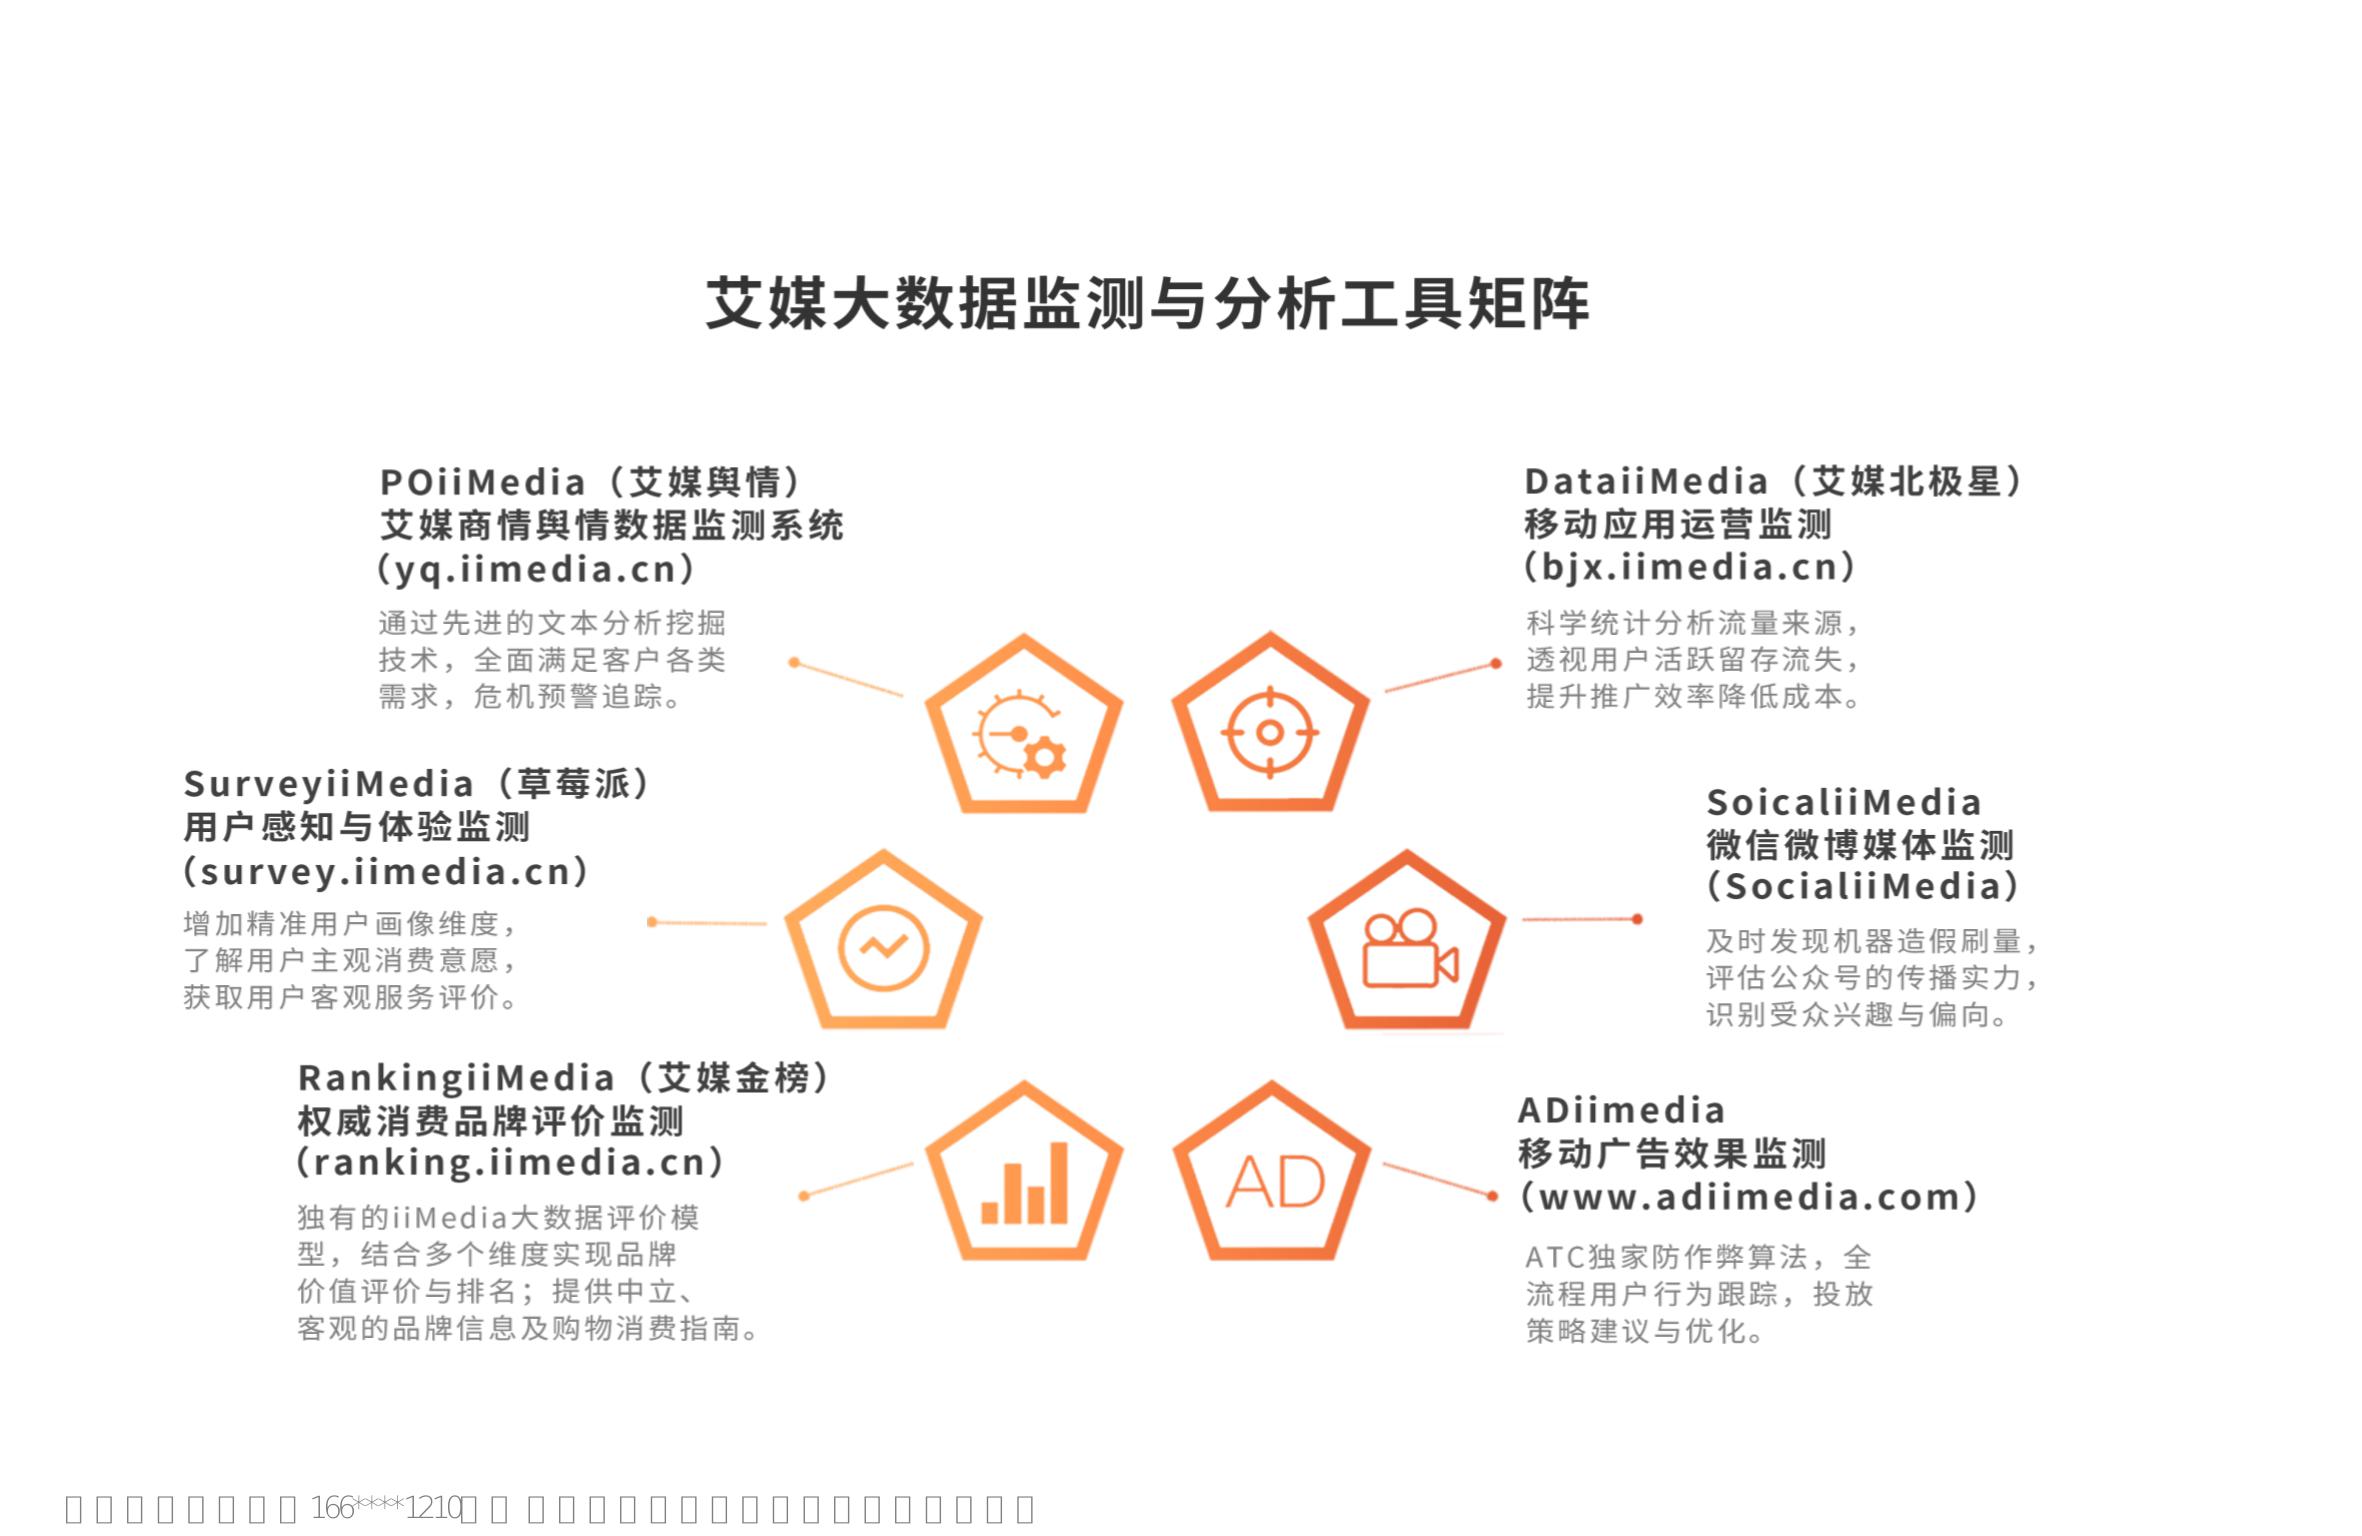 艾媒大数据监测与分析工具矩阵
POiiMedia（艾媒舆情）
艾媒商情舆情数据监测系统
（yq.iimedia.cn）
通过先进的文本分析挖掘
技术，全面满足客户各类
需求，危机预警追踪。
DataiiMedia（艾媒北极星）
移动应用运营监测
（bjx.iimedia.cn）
科学统计分析流量来源，
透视用户活跃留存流失，
提升推广效率降低成本。
SurveyiiMedia（草莓派）
用户感知与体验监测
（survey.iimedia.cn）
增加精准用户画像维度，
了解用户主观消费意愿，
获取用户客观服务评价。
SoicaliiMedia
微信微博媒体监测
（SocialiiMedia）
及时发现机器造假刷量，
评估公众号的传播实力，
识别受众兴趣与偏向。
RankingiiMedia（艾媒金榜）
权威消费品牌评价监测
（ranking.iimedia.cn）
独有的iiMedia大数据评价模
型，结合多个维度实现品牌
价值评价与排名；提供中立、
客观的品牌信息及购物消费指南。
AD
ADiimedia
移动广告效果监测
（www.adiimedia.com）
ATC独家防作弊算法，全
流程用户行为跟踪，投放
策略建议与优化。
166****1210